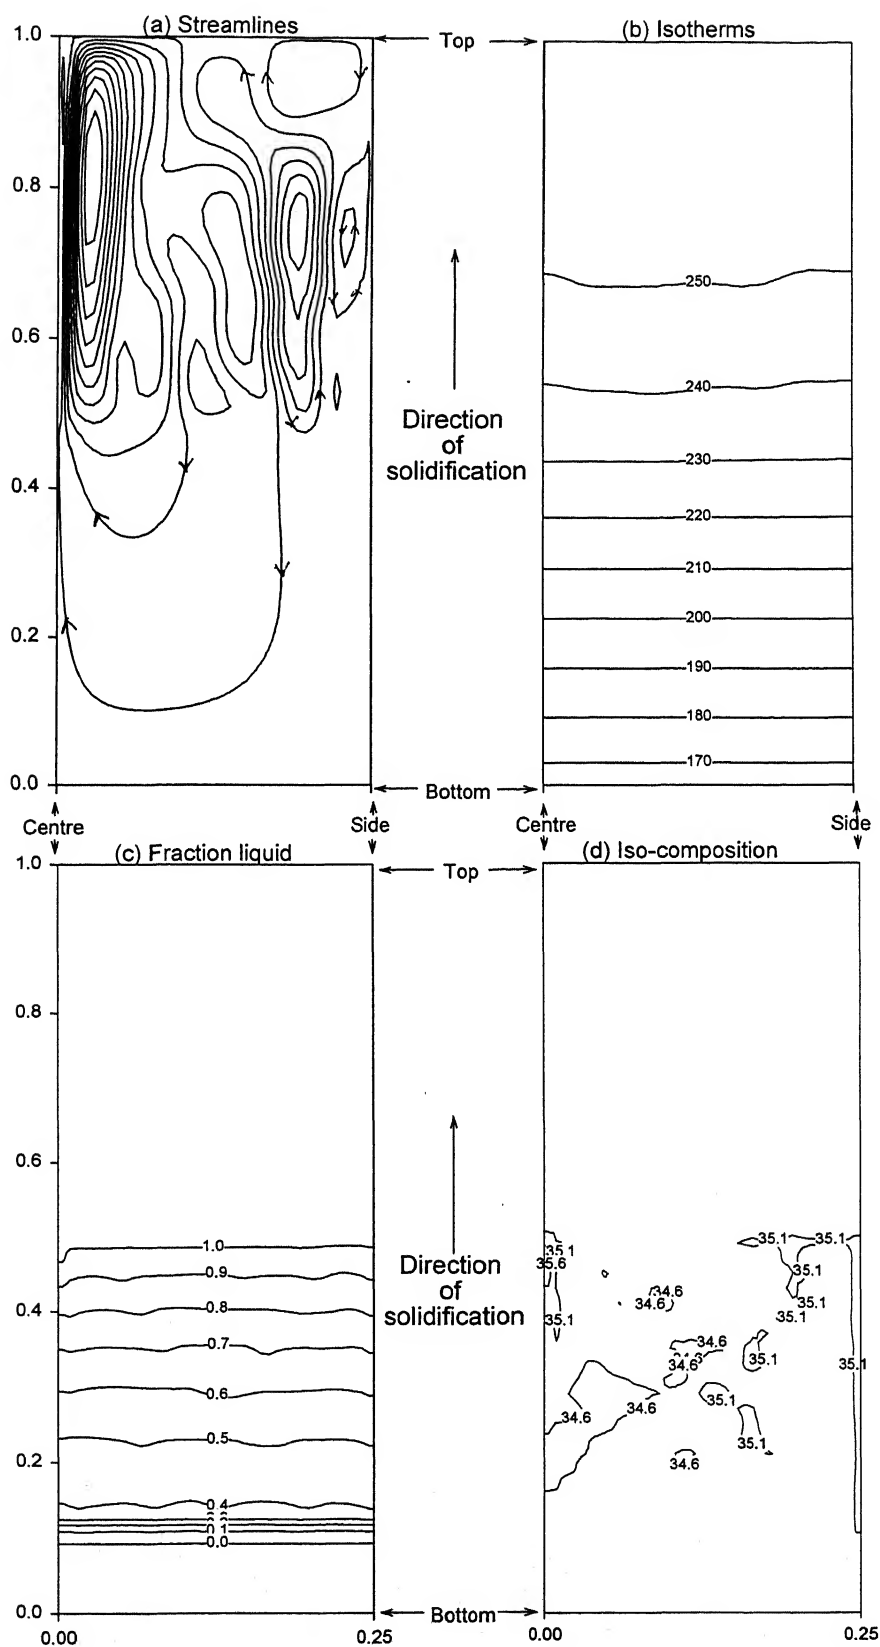 (a) Streamlines
(b) Isotherms
1.0
Top
0.8
250
0.6
240
Direction
of
solidification
230
0.4
220
210
200
0.2
190
180
170
0.0
Bottom
Centre
Side
Centre
Side
(c) Fraction liquid
(d) Iso-composition
1.0
Top
0.8
0.6
1.0
0.9
0.8
0.7
0.6
0.5
0.4
0.1
0.0
Direction
of
solidification
35.1
35.1
35.1
35.6
35.1
34.6
34.6
35.1
35.1
35.1
34.6
34.6
35.1
35.1
35.1
34.6
34.6
35.1
34.6
0.4
0.2
0.0
Bottom
0.00
0.25
0.00
0.25